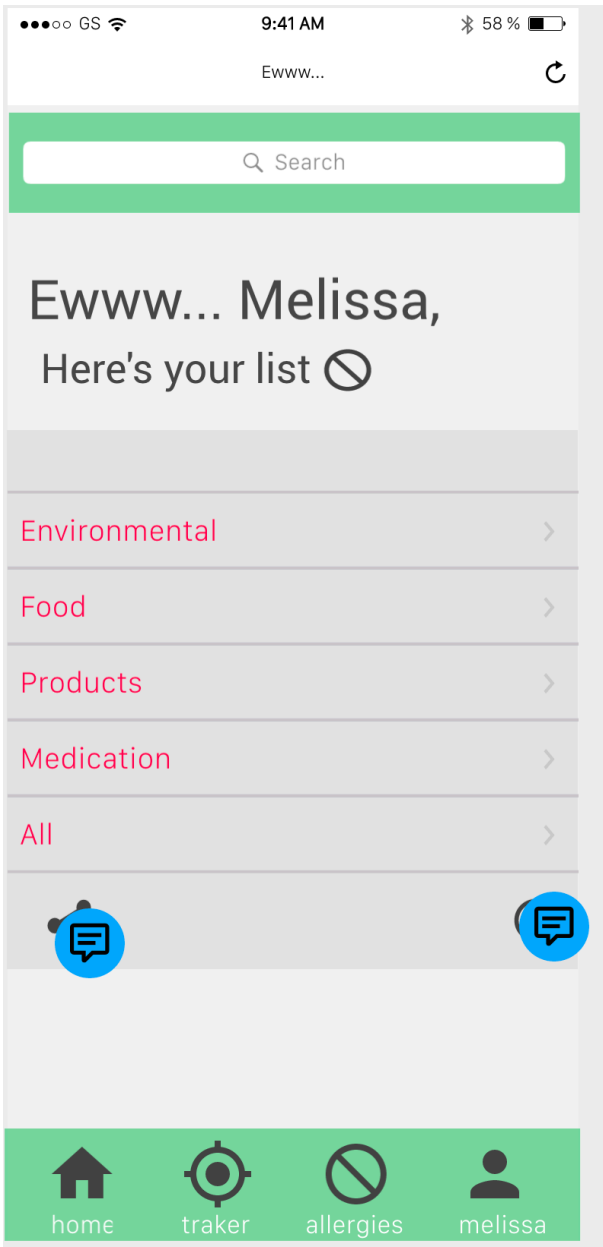 GS 9:41 AM 58 %
Ewww...
Search
Ewww... Melissa,
Here's your list
Environmental
Food
Products
Medication
All
home traker allergies melissa